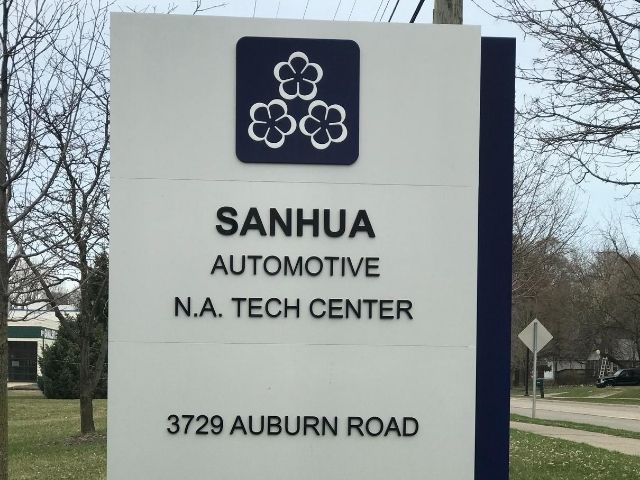 SANHUA
AUTOMOTIVE
N.A. TECH CENTER
3729 AUBURN ROAD